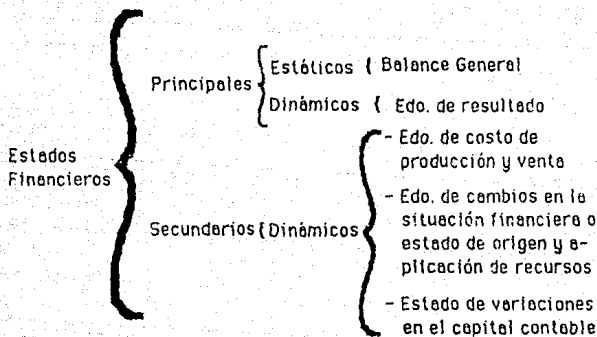 Estáticos { Balance General
Principales
Dinámicos { Edo. de resultado
Estados
Financieros
- Edo. de costo de
producción y venta
- Edo. de cambios en la
situación financiera o
estado de origen y a-
plicación de recursos
Secundarios { Dinámicos
- Estado de variaciones
en el capital contable